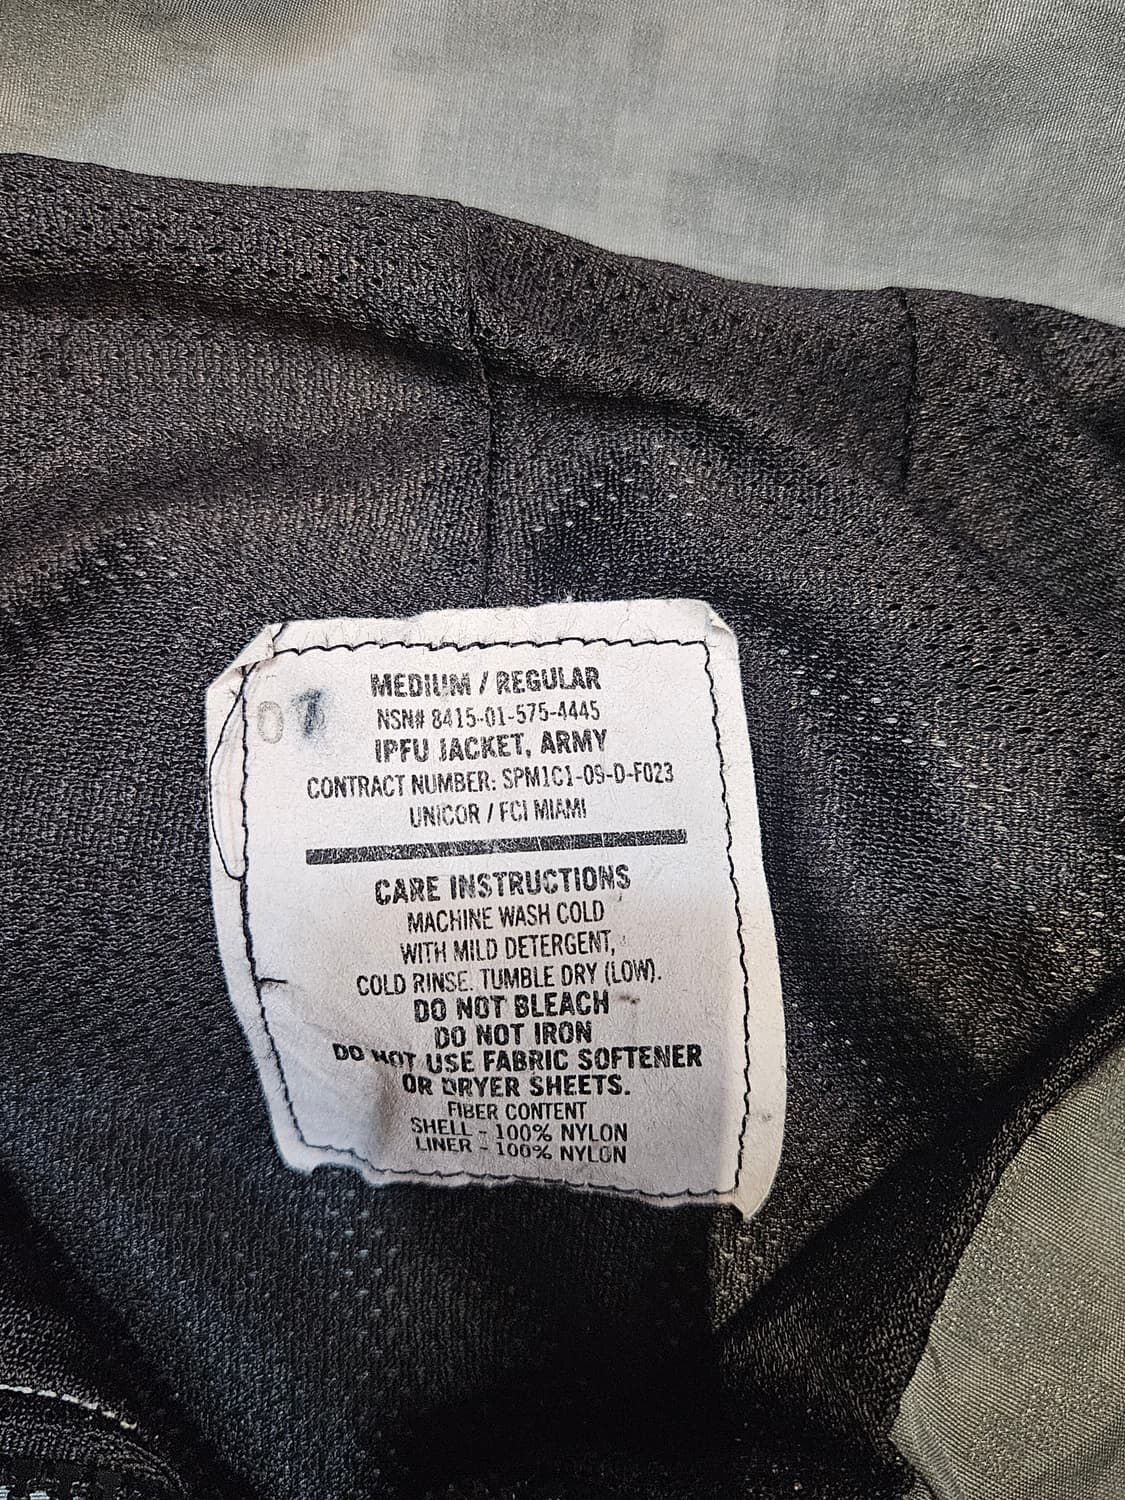 07
MEDIUM / REGULAR
NSN# 8415-01-575-4445
IPFU JACKET, ARMY
CONTRACT NUMBER: SPM1C1-09-D-F023
UNICOR / FCI MIAMI
CARE INSTRUCTIONS
MACHINE WASH COLD
WITH MILD DETERGENT,
COLD RINSE. TUMBLE DRY (LOW).
DO NOT BLEACH
DO NOT IRON
DO NOT USE FABRIC SOFTENER
OR DRYER SHEETS.
FIBER CONTENT
SHELL - 100% NYLON
LINER - 100% NYLON